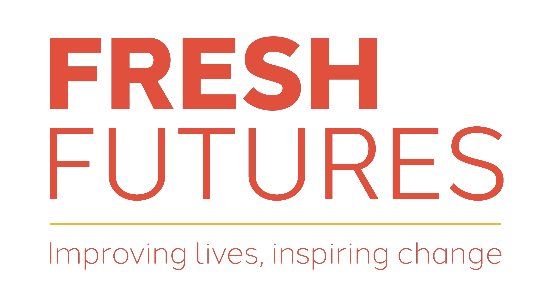 FRESH
FUTURES
Improving lives, inspiring change